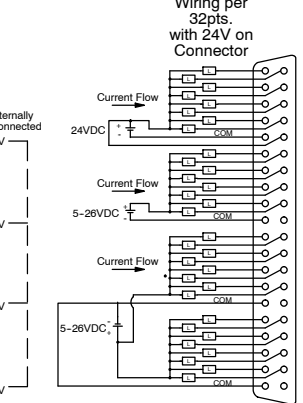 Wiring per
32pts.
with 24V on
Connector
ternally
onnected
V
V
V
V
Current Flow
24VDC
+
-
L
L
L
L
L
L
L
L
COM
Current Flow
5-26VDC
+
-
L
L
L
L
L
L
L
L
COM
Current Flow
L
L
L
L
L
L
L
L
COM
5-26VDC
-
+
L
L
L
L
L
L
L
L
COM